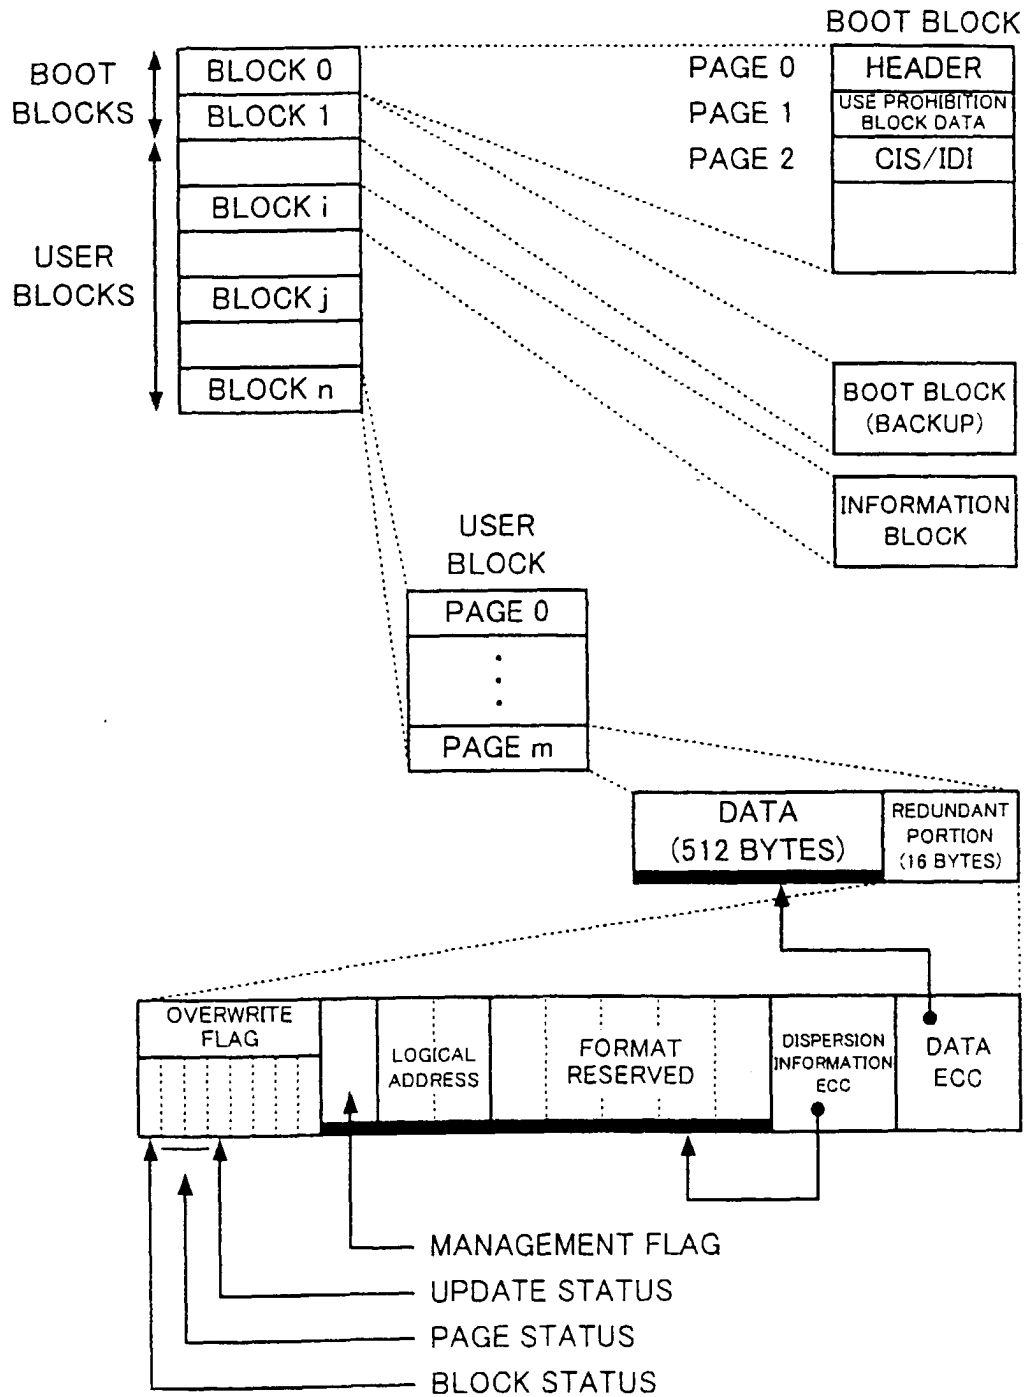 BOOT BLOCK
BOOT
BLOCKS
BLOCK 0
BLOCK 1
PAGE 0
HEADER
PAGE 1
USE PROHIBITION
BLOCK DATA
PAGE 2
CIS/IDI
USER
BLOCKS
BLOCK i
BLOCK j
BLOCK n
BOOT BLOCK
(BACKUP)
INFORMATION
BLOCK
USER
BLOCK
PAGE 0
PAGE m
DATA
(512 BYTES)
REDUNDANT
PORTION
(16 BYTES)
OVERWRITE
FLAG
LOGICAL
ADDRESS
FORMAT
RESERVED
DISPERSION
INFORMATION
ECC
DATA
ECC
MANAGEMENT FLAG
UPDATE STATUS
PAGE STATUS
BLOCK STATUS